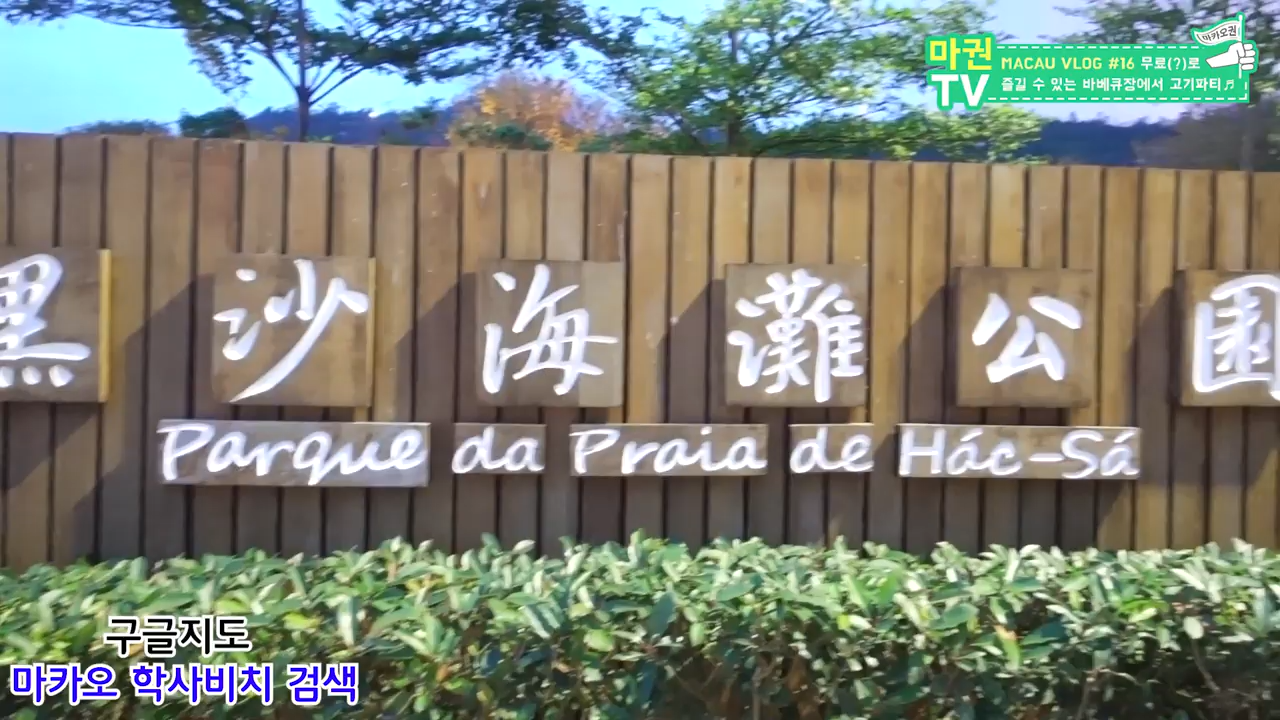 마권
TV
마카오권
MACAU VLOG #16 무료(?)로
즐길 수 있는 바베큐장에서 고기파티♬
黑沙海灘公園
Parque da Praia de Hác-Sá
구글지도
마카오 학사비치 검색